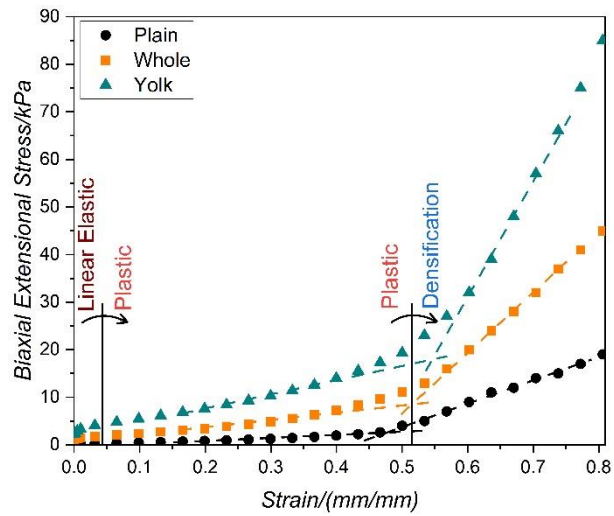 Plain
Whole
Yolk
Biaxial Extensional Stress/kPa
90
80
70
60
50
40
30
20
10
0
Linear Elastic
Plastic
Plastic
Densification
0.0 0.1 0.2 0.3 0.4 0.5 0.6 0.7 0.8
Strain/(mm/mm)